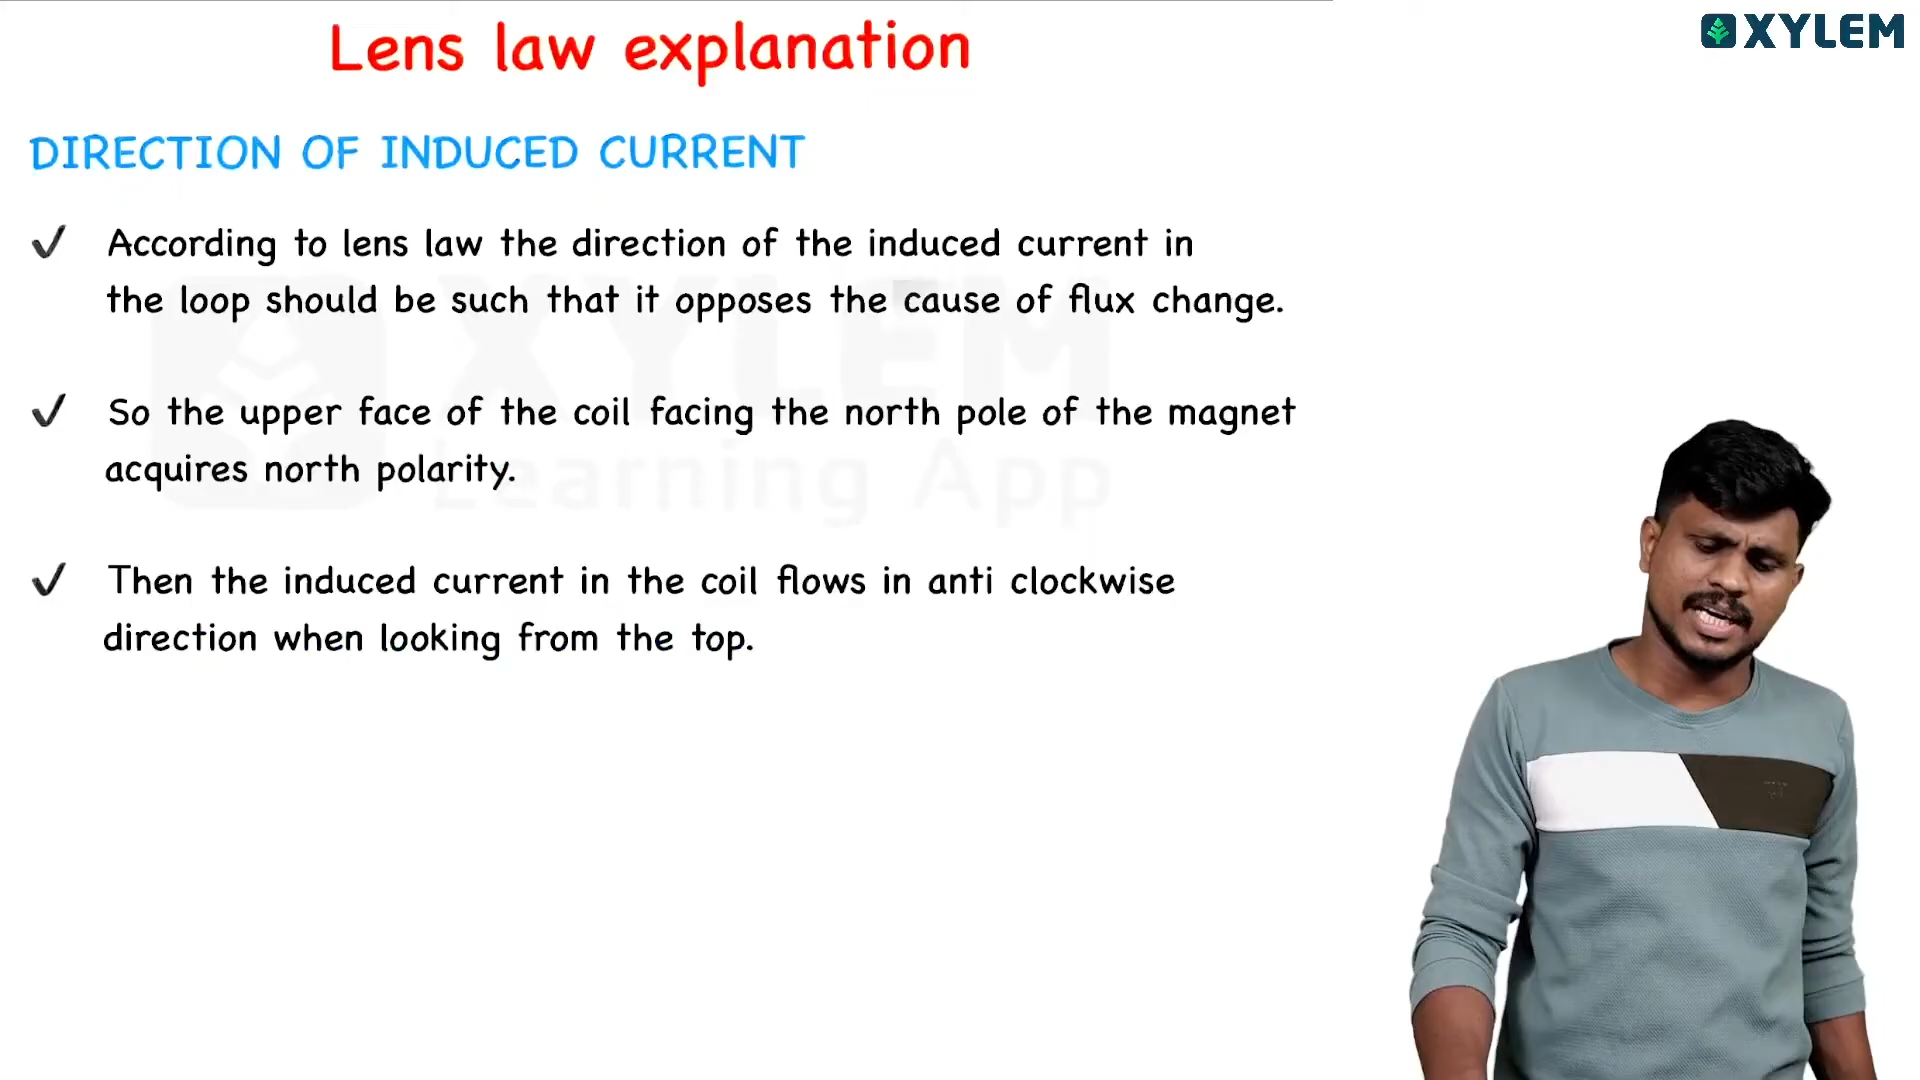 Lens law explanation
XYLEM
DIRECTION OF INDUCED CURRENT
✓ According to lens law the direction of the induced current in
the loop should be such that it opposes the cause of flux change.
✓ So the upper face of the coil facing the north pole of the magnet
acquires north polarity.
✓ Then the induced current in the coil flows in anti clockwise
direction when looking from the top.
XYLEM
Learning App